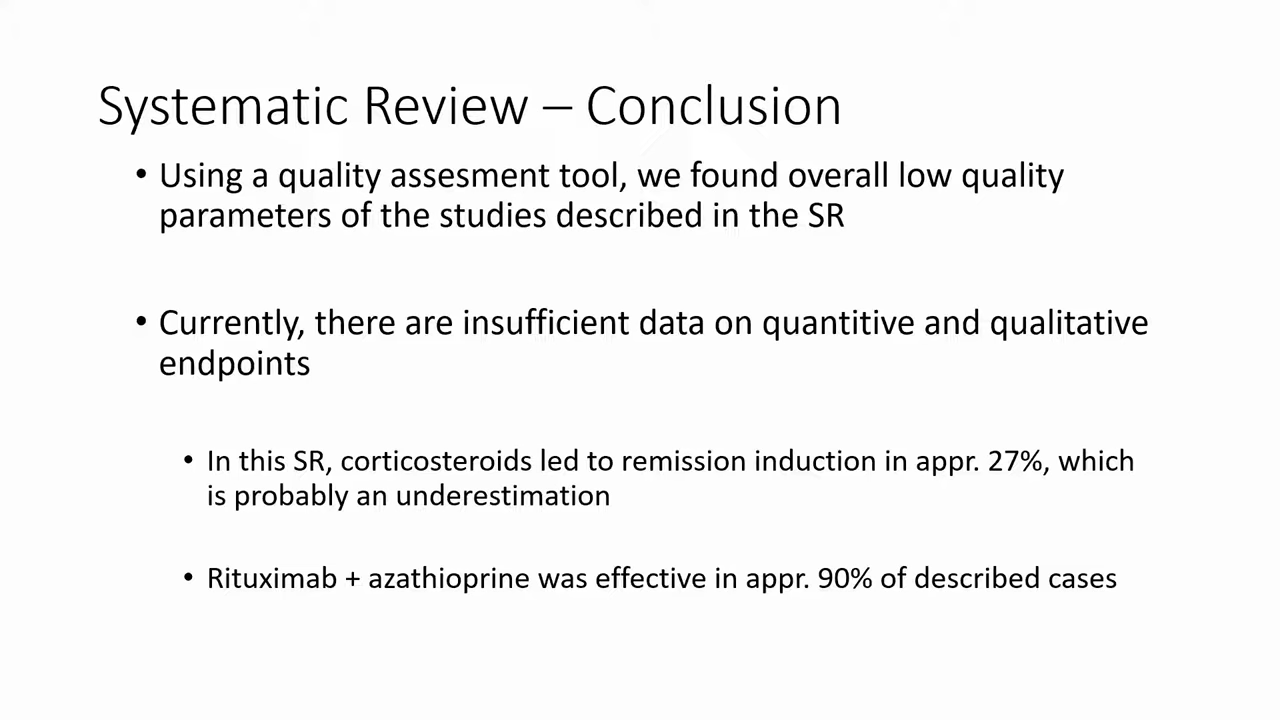 Systematic Review – Conclusion
• Using a quality assesment tool, we found overall low quality
parameters of the studies described in the SR
• Currently, there are insufficient data on quantitive and qualitative
endpoints
• In this SR, corticosteroids led to remission induction in appr. 27%, which
is probably an underestimation
• Rituximab + azathioprine was effective in appr. 90% of described cases